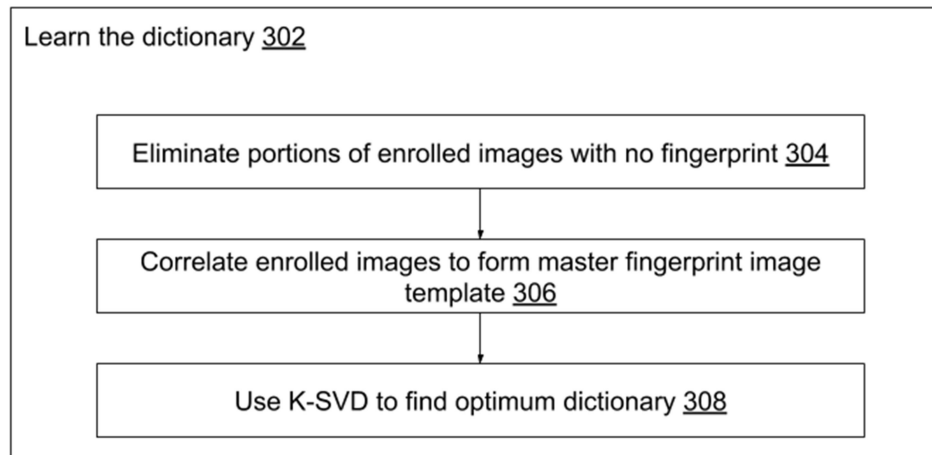 Learn the dictionary 302
Eliminate portions of enrolled images with no fingerprint 304
Correlate enrolled images to form master fingerprint image
template 306
Use K-SVD to find optimum dictionary 308